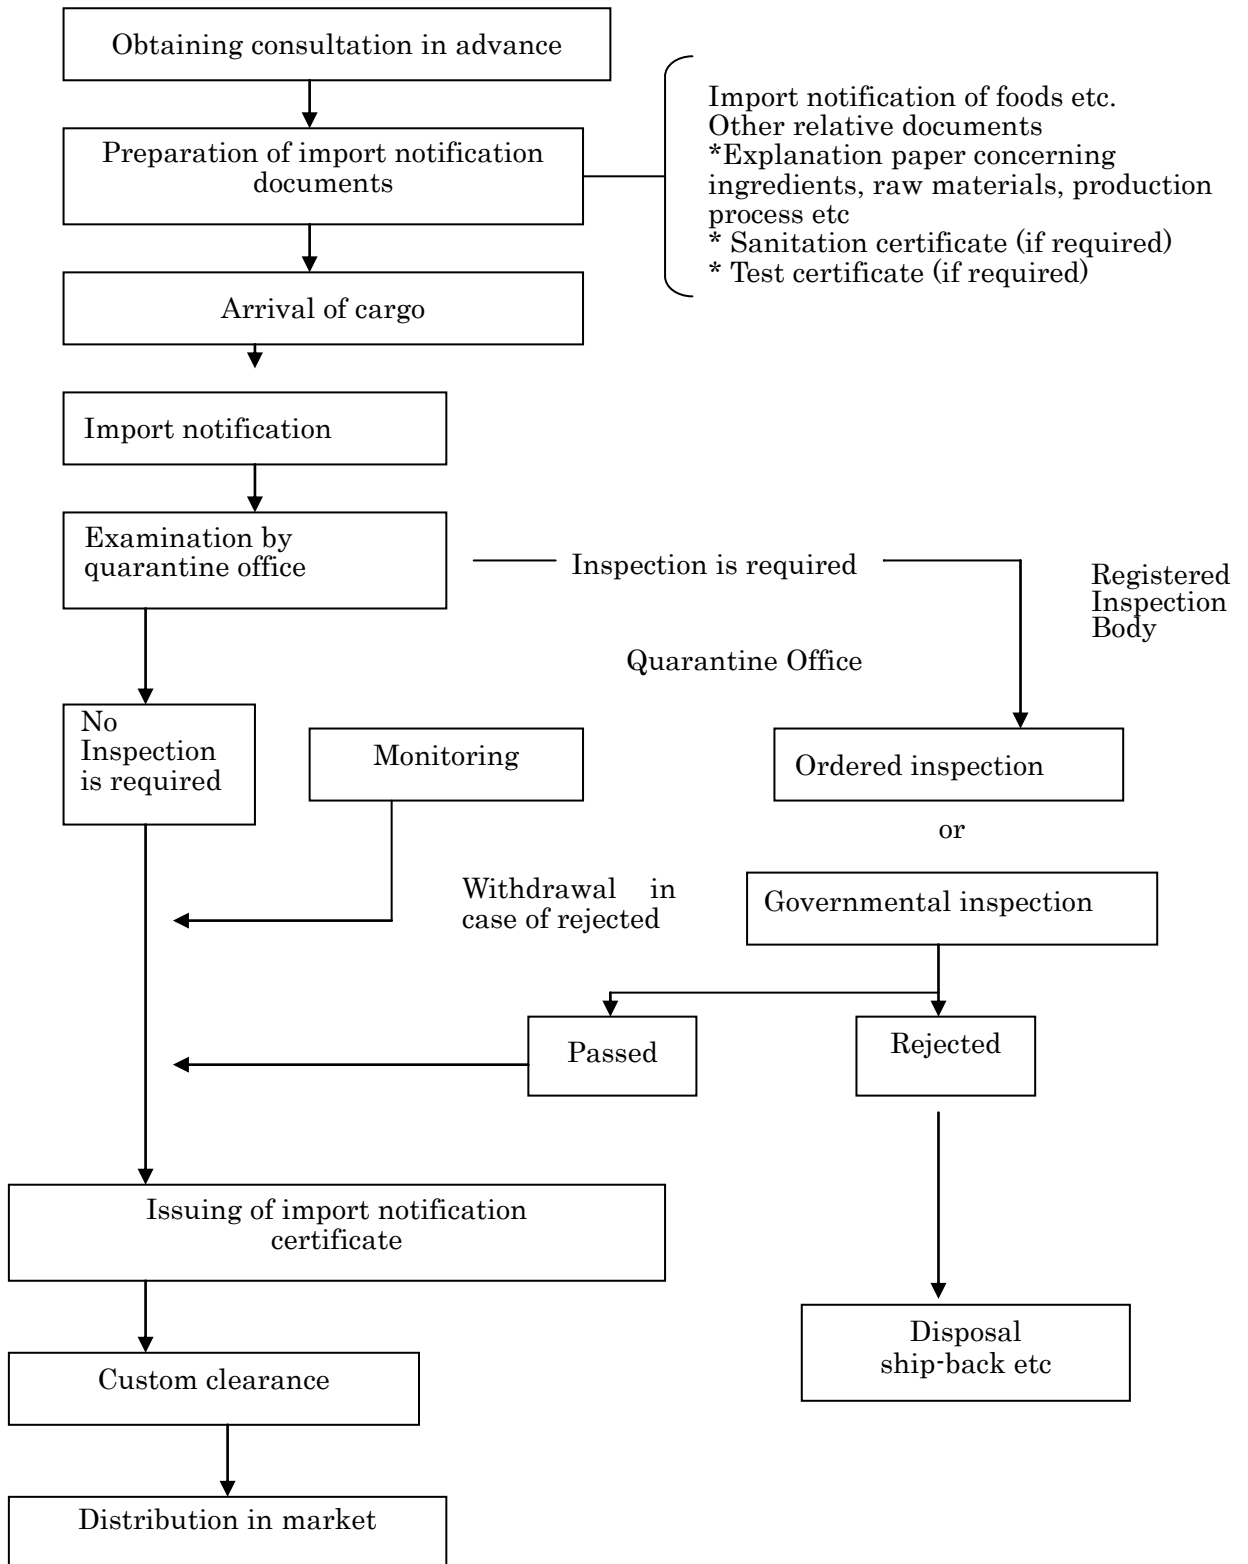 Obtaining consultation in advance
Import notification of foods etc.
Other relative documents
*Explanation paper concerning
ingredients, raw materials, production
process etc
* Sanitation certificate (if required)
* Test certificate (if required)
Preparation of import notification
documents
Arrival of cargo
Import notification
Examination by
quarantine office
Inspection is required
Registered
Inspection
Body
Quarantine Office
No
Inspection
is required
Monitoring
Ordered inspection
or
Withdrawal in
case of rejected
Governmental inspection
Passed
Rejected
Issuing of import notification
certificate
Disposal
ship-back etc
Custom clearance
Distribution in market